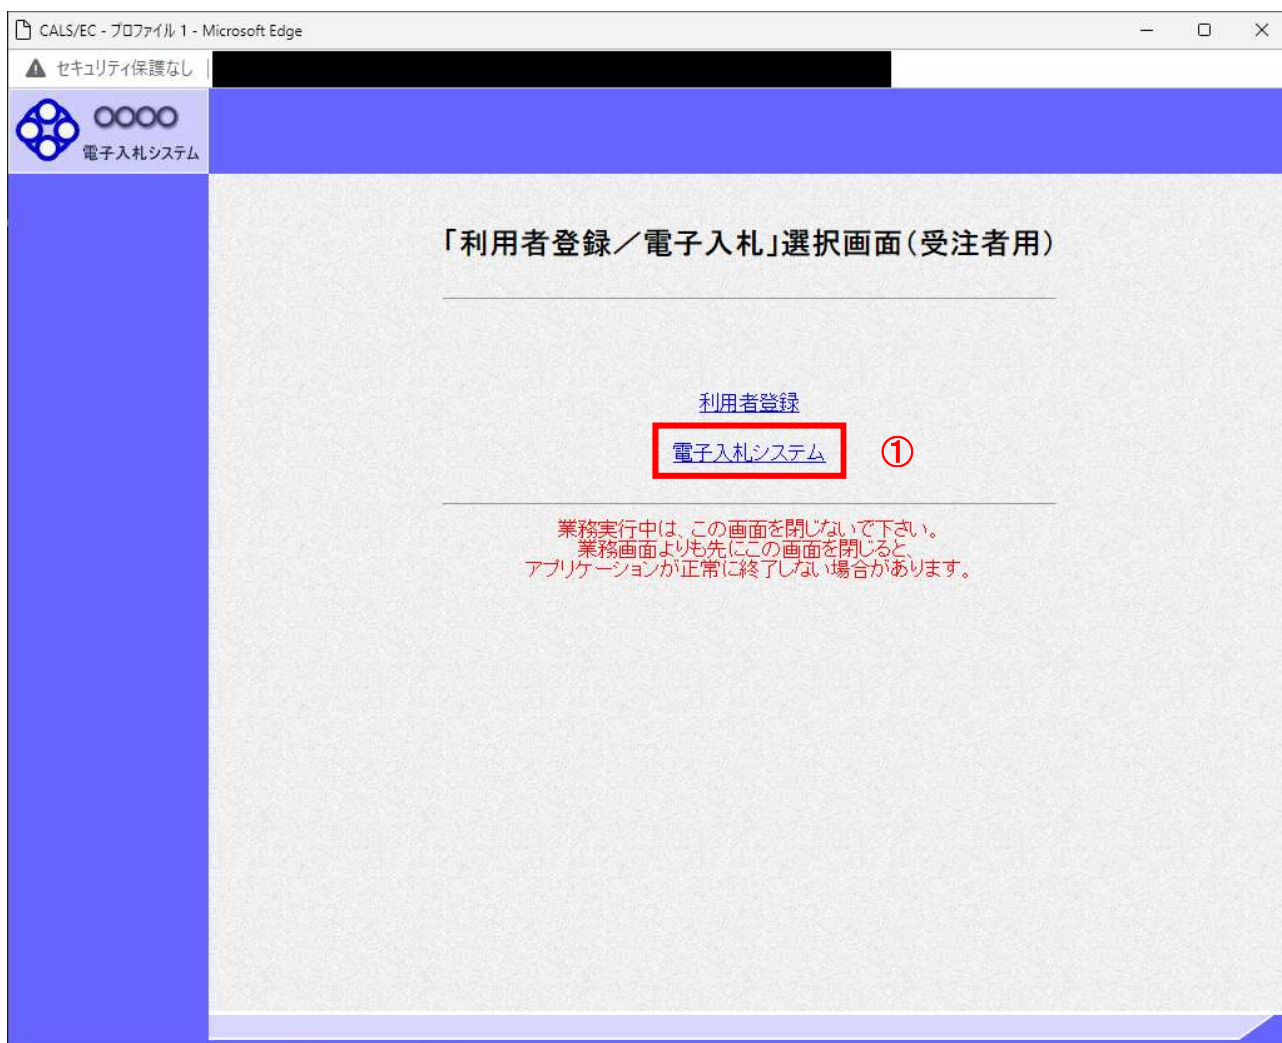 CALS/EC - プロファイル 1 - Microsoft Edge
セキュリティ保護なし
○○○○
電子入札システム
「利用者登録／電子入札」選択画面（受注者用）
利用者登録
電子入札システム ①
業務実行中は、この画面を閉じないで下さい。
業務画面よりも先にこの画面を閉じると、
アプリケーションが正常に終了しない場合があります。